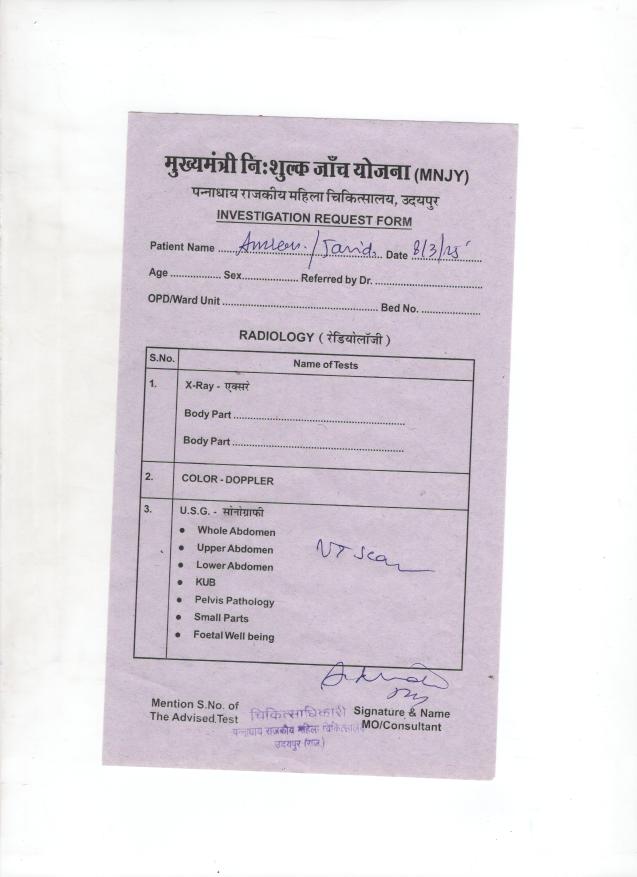 मुख्यमंत्री नि:शुल्क जाँच योजना (MNJY)
पन्नाधाय राजकीय महिला चिकित्सालय, उदयपुर
INVESTIGATION REQUEST FORM
Patient Name ........ / Javid. Date 8/3/25
Age ................ Sex................... Referred by Dr. ....................................
OPD/Ward Unit ..................................................... Bed No. ....................
RADIOLOGY ( रेडियोलॉजी )
S.No. Name of Tests
1. X-Ray - एक्सरे
Body Part ..........................................................
Body Part ..........................................................
2. COLOR - DOPPLER
3. U.S.G. - सोनोग्राफी
● Whole Abdomen
● Upper Abdomen NT Scan
● Lower Abdomen
● KUB
● Pelvis Pathology
● Small Parts
● Foetal Well being
Mention S.No. of चिकित्साधिकारी Signature & Name
The Advised Test पन्नाधाय राजकीय महिला चिकित्सालय MO/Consultant
उदयपुर (राज.)